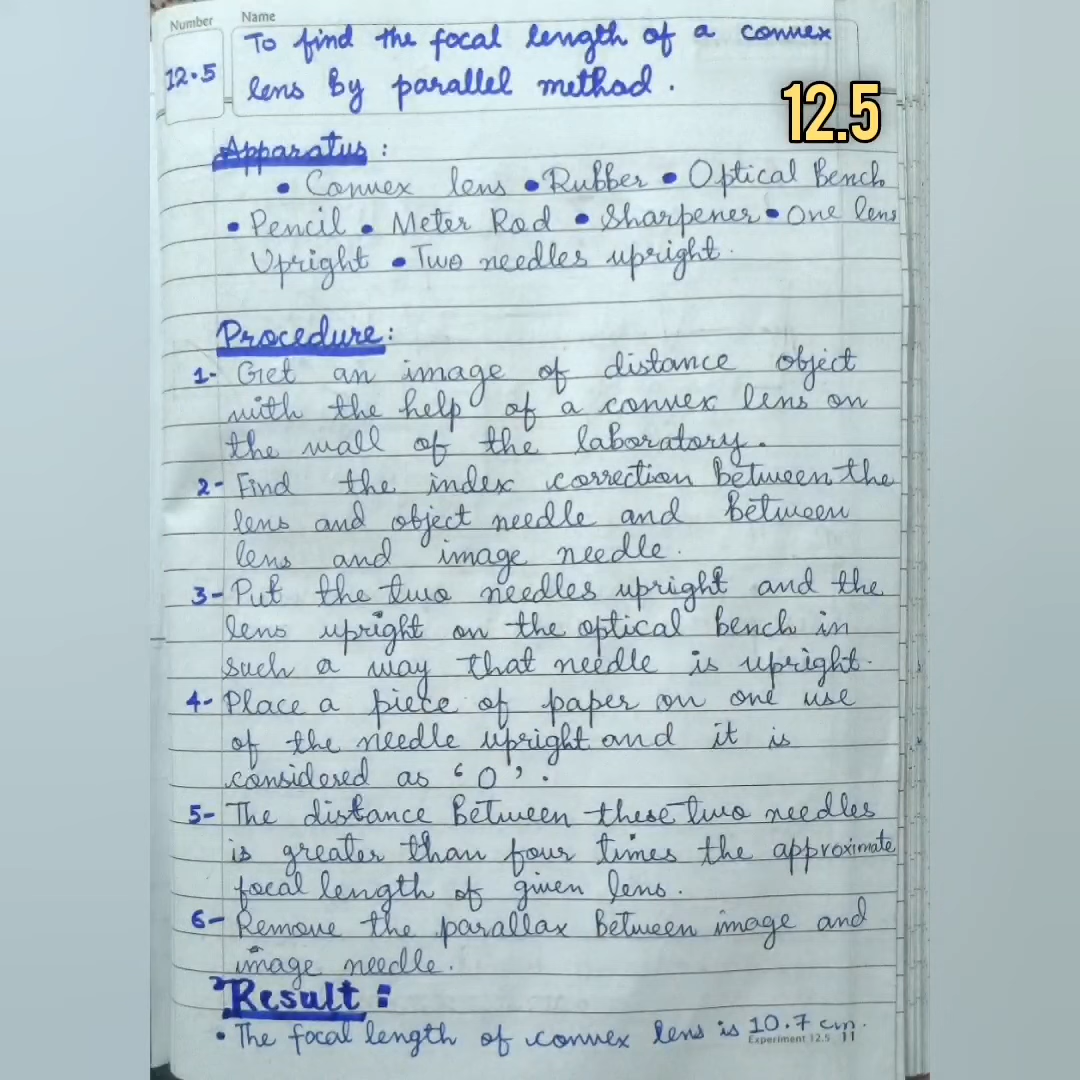 Number Name
12.5 To find the focal length of a convex
lens by parallel method.
12.5
Apparatus :
• Convex lens • Rubber • Optical Bench
• Pencil • Meter Rod • Sharpener • One lens
Upright • Two needles upright.
Procedure:
1- Get an image of distance object
with the help of a convex lens on
the wall of the laboratory.
2- Find the index correction between the
lens and object needle and between
lens and image needle.
3- Put the two needles upright and the
lens upright on the optical bench in
such a way that needle is upright.
4- Place a piece of paper on one use
of the needle upright and it is
considered as 'O'.
5- The distance between these two needles
is greater than four times the approximate
focal length of given lens.
6- Remove the parallax between image and
image needle.
Result :
• The focal length of convex lens is 10.7 cm.
Experiment 12.5 11